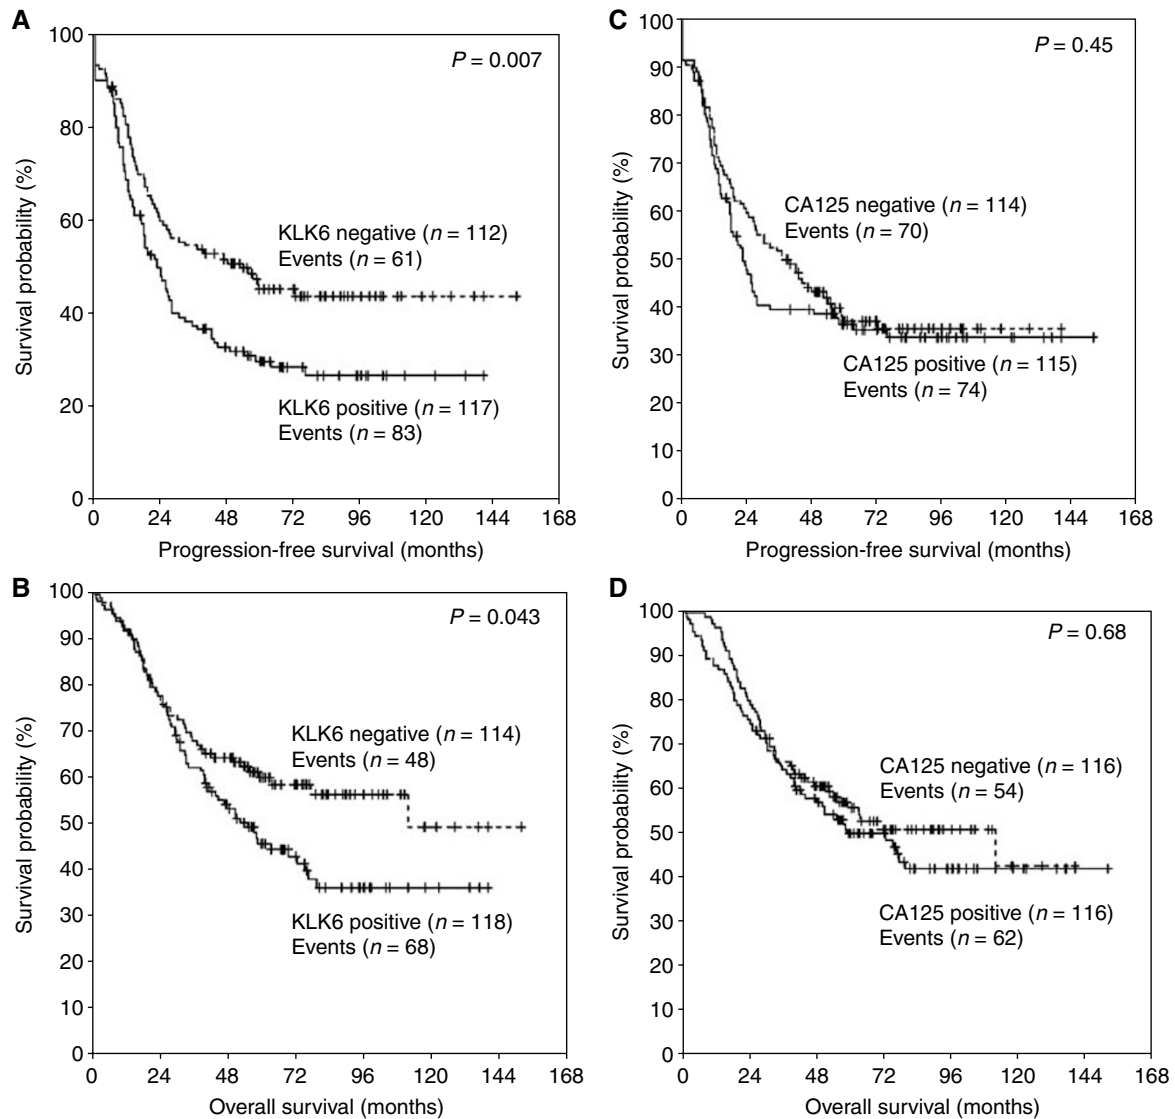 A
P = 0.007
100
80
60
40
20
0
Survival probability (%)
KLK6 negative (n = 112)
Events (n = 61)
KLK6 positive (n = 117)
Events (n = 83)
0 24 48 72 96 120 144 168
Progression-free survival (months)
B
P = 0.043
100
90
80
70
60
50
40
30
20
10
0
Survival probability (%)
KLK6 negative (n = 114)
Events (n = 48)
KLK6 positive (n = 118)
Events (n = 68)
0 24 48 72 96 120 144 168
Overall survival (months)
C
P = 0.45
100
90
80
70
60
50
40
30
20
10
0
Survival probability (%)
CA125 negative (n = 114)
Events (n = 70)
CA125 positive (n = 115)
Events (n = 74)
0 24 48 72 96 120 144 168
Progression-free survival (months)
D
P = 0.68
100
90
80
70
60
50
40
30
20
10
0
Survival probability (%)
CA125 negative (n = 116)
Events (n = 54)
CA125 positive (n = 116)
Events (n = 62)
0 24 48 72 96 120 144 168
Overall survival (months)